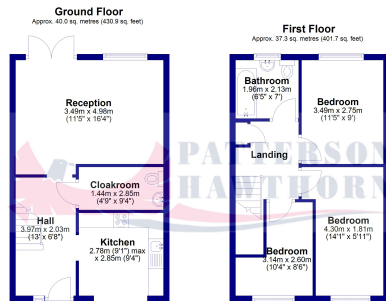 Ground Floor
Approx. 40.0 sq. metres (430.9 sq. feet)
Reception
3.49m x 4.98m
(11'5" x 16'4")
Cloakroom
1.44m x 2.85m
(4'9" x 9'4")
Hall
3.97m x 2.03m
(13' x 6'8")
Kitchen
2.78m (9'1") max
x 2.85m (9'4")
First Floor
Approx. 37.3 sq. metres (401.7 sq. feet)
Bathroom
1.96m x 2.13m
(6'5" x 7')
Bedroom
3.49m x 2.75m
(11'5" x 9')
Landing
Bedroom
3.14m x 2.60m
(10'4" x 8'6")
Bedroom
4.30m x 1.81m
(14'1" x 5'11")
PATTERSON
HAWTHORN